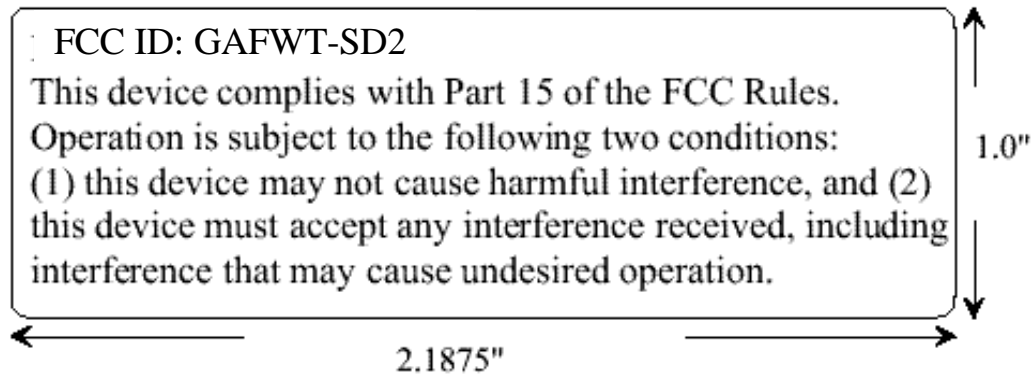 FCC ID: GAFWT-SD2
This device complies with Part 15 of the FCC Rules.
Operation is subject to the following two conditions:
(1) this device may not cause harmful interference, and (2)
this device must accept any interference received, including
interference that may cause undesired operation.
1.0"
2.1875"